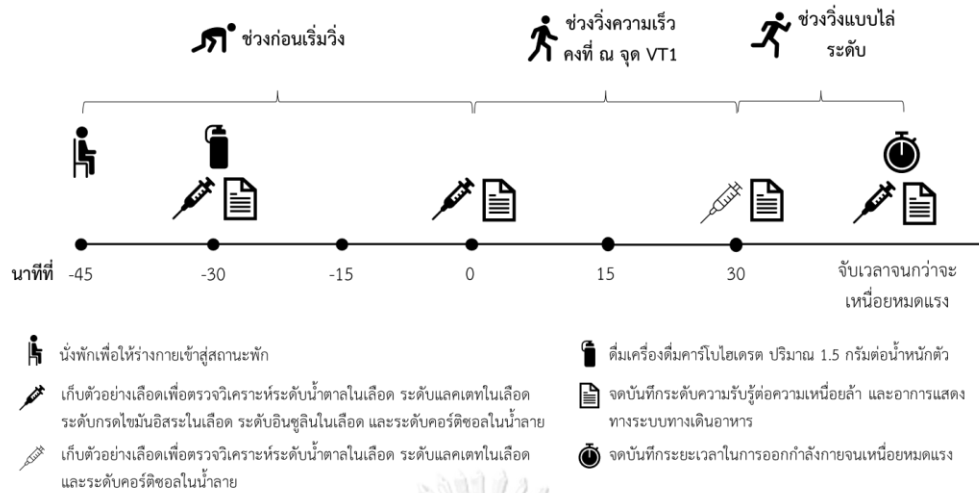 ช่วงก่อนเริ่มวิ่ง
ช่วงวิ่งความเร็ว
คงที่ ณ จุด VT1
ช่วงวิ่งแบบไล่
ระดับ
นาทีที่ -45 -30 -15 0 15 30 จับเวลาจนกว่าจะ
เหนื่อยหมดแรง
นั่งพักเพื่อให้ร่างกายเข้าสู่สถานะพัก
เก็บตัวอย่างเลือดเพื่อตรวจวิเคราะห์ระดับน้ำตาลในเลือด ระดับแลคเตทในเลือด
ระดับกรดไขมันอิสระในเลือด ระดับอินซูลินในเลือด และระดับคอร์ติซอลในน้ำลาย
เก็บตัวอย่างเลือดเพื่อตรวจวิเคราะห์ระดับน้ำตาลในเลือด ระดับแลคเตทในเลือด
และระดับคอร์ติซอลในน้ำลาย
ดื่มเครื่องดื่มคาร์โบไฮเดรต ปริมาณ 1.5 กรัมต่อน้ำหนักตัว
จดบันทึกระดับความรับรู้ต่อความเหนื่อยล้า และอาการแสดง
ทางระบบทางเดินอาหาร
จดบันทึกระยะเวลาในการออกกำลังกายจนเหนื่อยหมดแรง